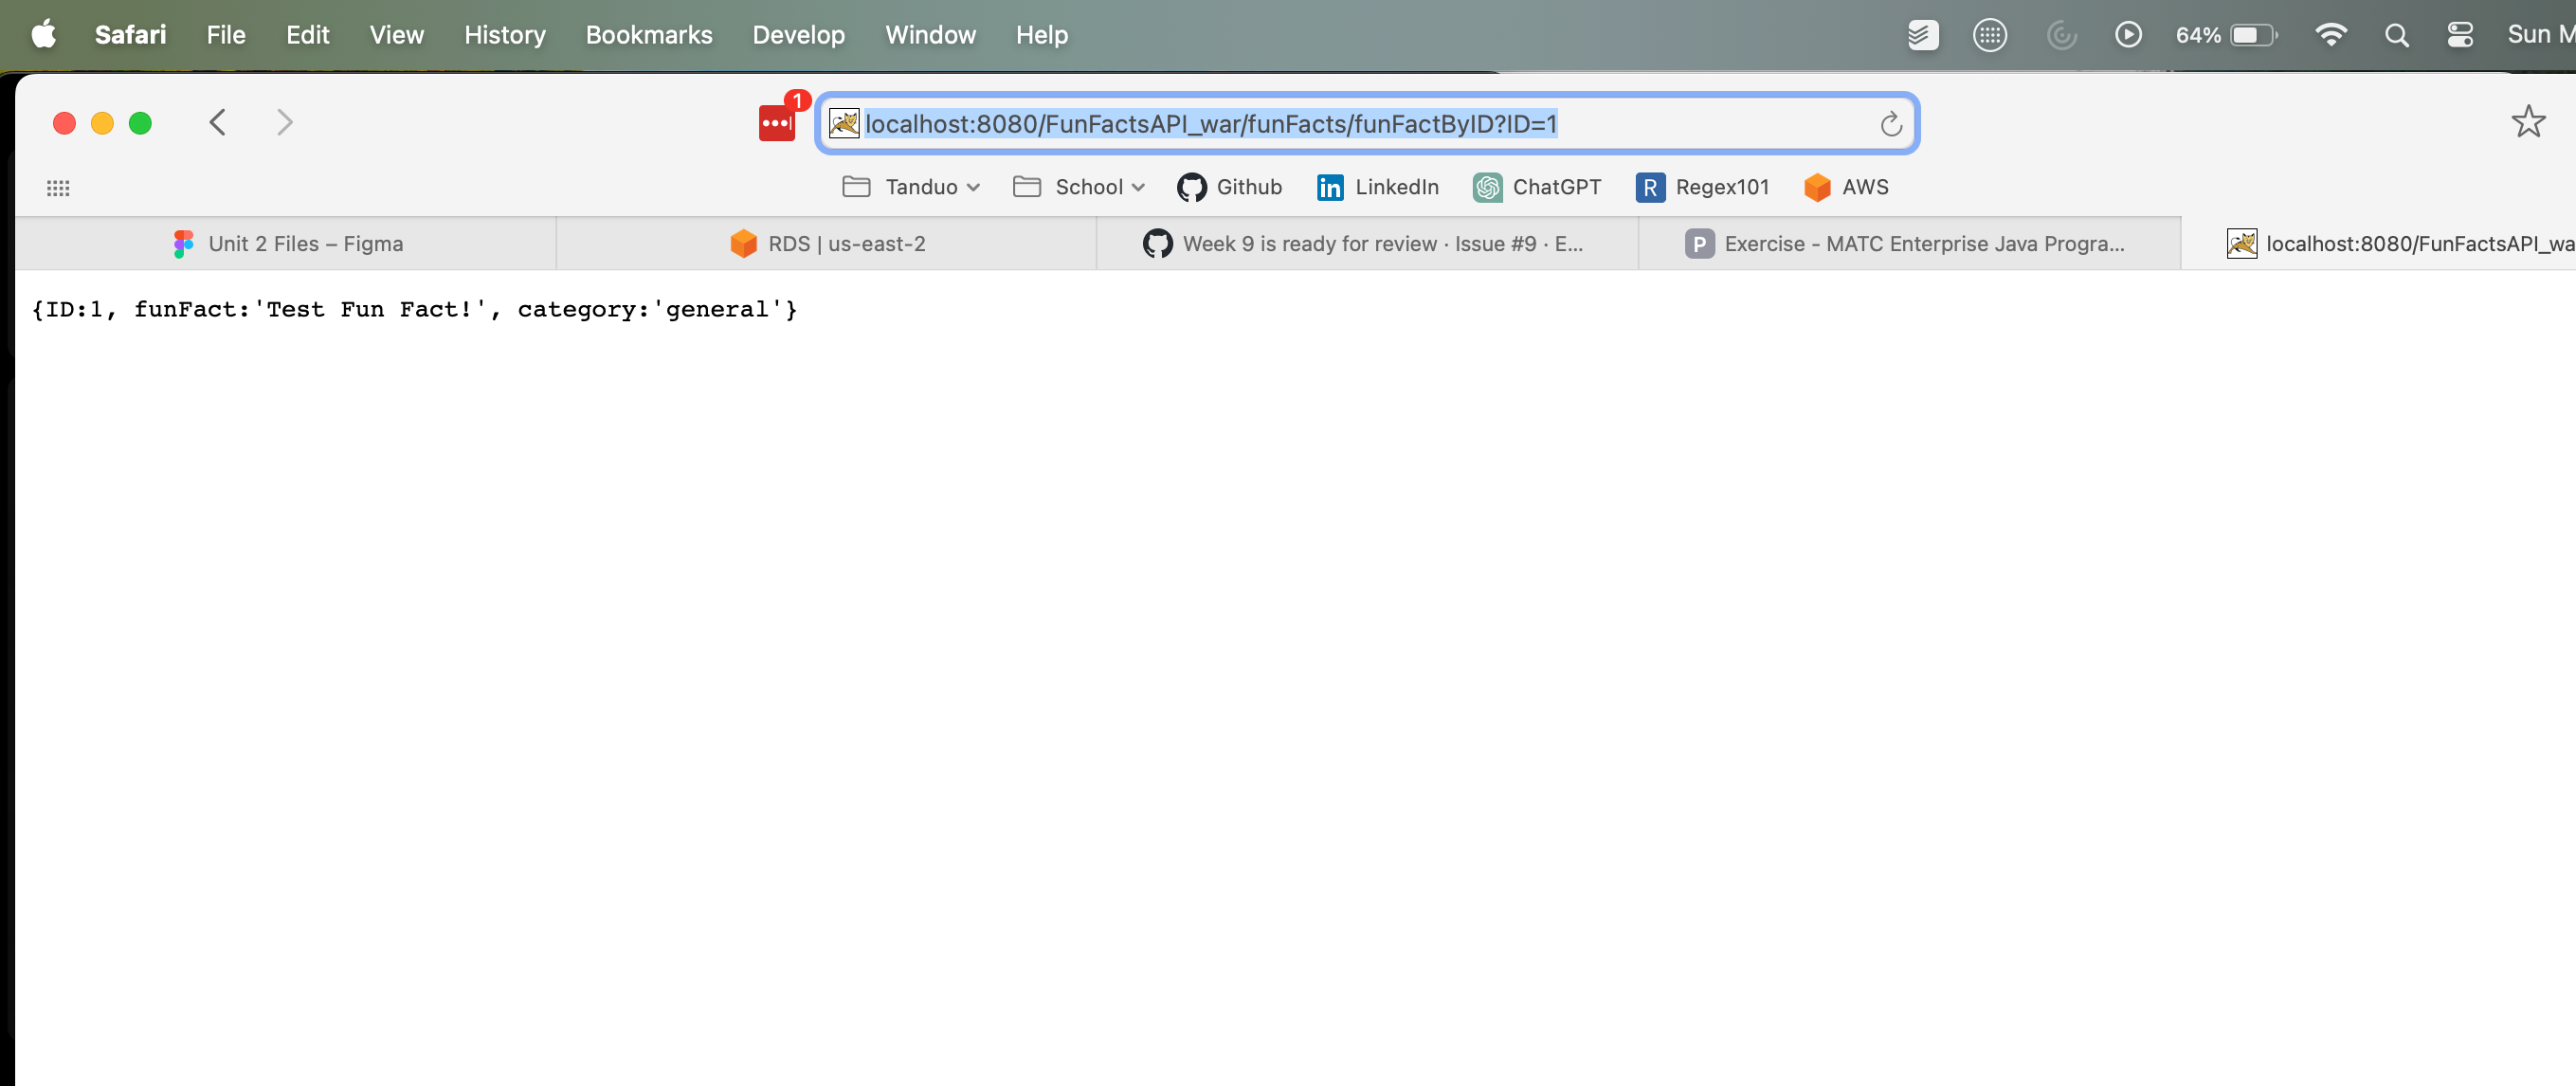 Safari File Edit View History Bookmarks Develop Window Help 64% Sun M
1
localhost:8080/FunFactsAPI_war/funFacts/funFactByID?ID=1
Tanduo School Github LinkedIn ChatGPT R Regex101 AWS
Unit 2 Files – Figma RDS | us-east-2 Week 9 is ready for review · Issue #9 · E... P Exercise - MATC Enterprise Java Progra... localhost:8080/FunFactsAPI_wa
{ID:1, funFact:'Test Fun Fact!', category:'general'}